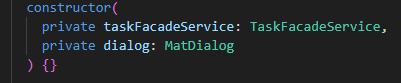 constructor(
private taskFacadeService: TaskFacadeService,
private dialog: MatDialog
) {}